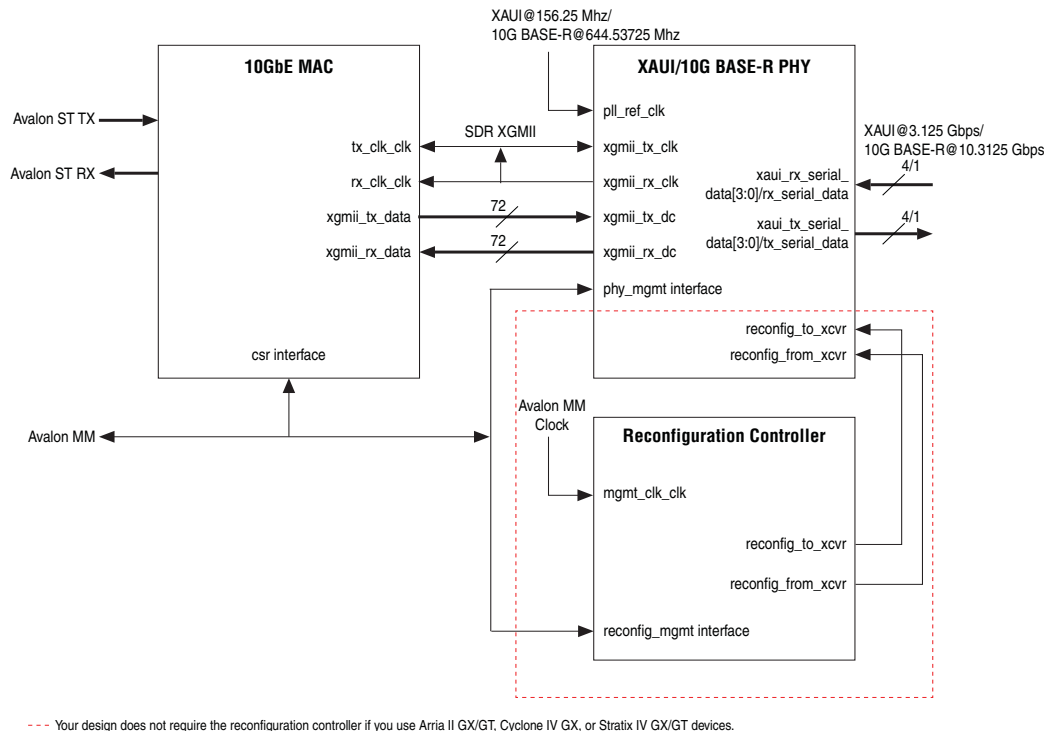 XAUI@156.25 Mhz/
10G BASE-R@644.53725 Mhz
10GbE MAC
XAUI/10G BASE-R PHY
Avalon ST TX
Avalon ST RX
pll_ref_clk
SDR XGMII
tx_clk_clk
xgmii_tx_clk
rx_clk_clk
xgmii_rx_clk
xgmii_tx_data
72
xgmii_tx_dc
xgmii_rx_data
72
xgmii_rx_dc
XAUI@3.125 Gbps/
10G BASE-R@10.3125 Gbps
xaui_rx_serial_
data[3:0]/rx_serial_data
4/1
xaui_tx_serial_
data[3:0]/tx_serial_data
4/1
phy_mgmt interface
reconfig_to_xcvr
reconfig_from_xcvr
csr interface
Avalon MM
Avalon MM
Clock
Reconfiguration Controller
mgmt_clk_clk
reconfig_to_xcvr
reconfig_from_xcvr
reconfig_mgmt interface
Your design does not require the reconfiguration controller if you use Arria II GX/GT, Cyclone IV GX, or Stratix IV GX/GT devices.